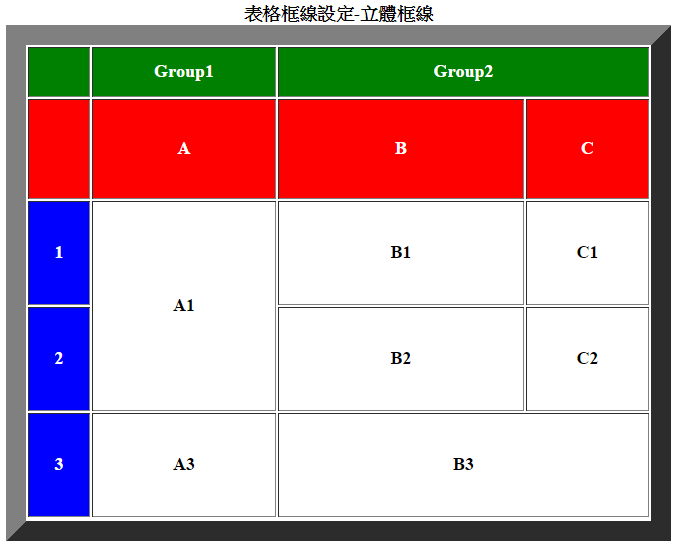 表格框線設定-立體框線
Group1 Group2
A B C
1 B1 C1
A1
2 B2 C2
3 A3 B3